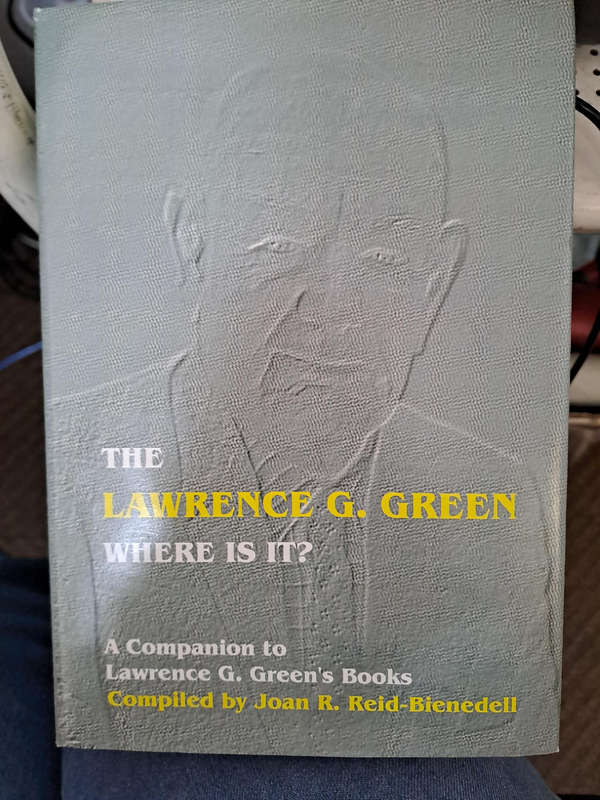 THE
LAWRENCE G. GREEN
WHERE IS IT?
A Companion to
Lawrence G. Green's Books
Compiled by Joan R. Reid-Bienedell